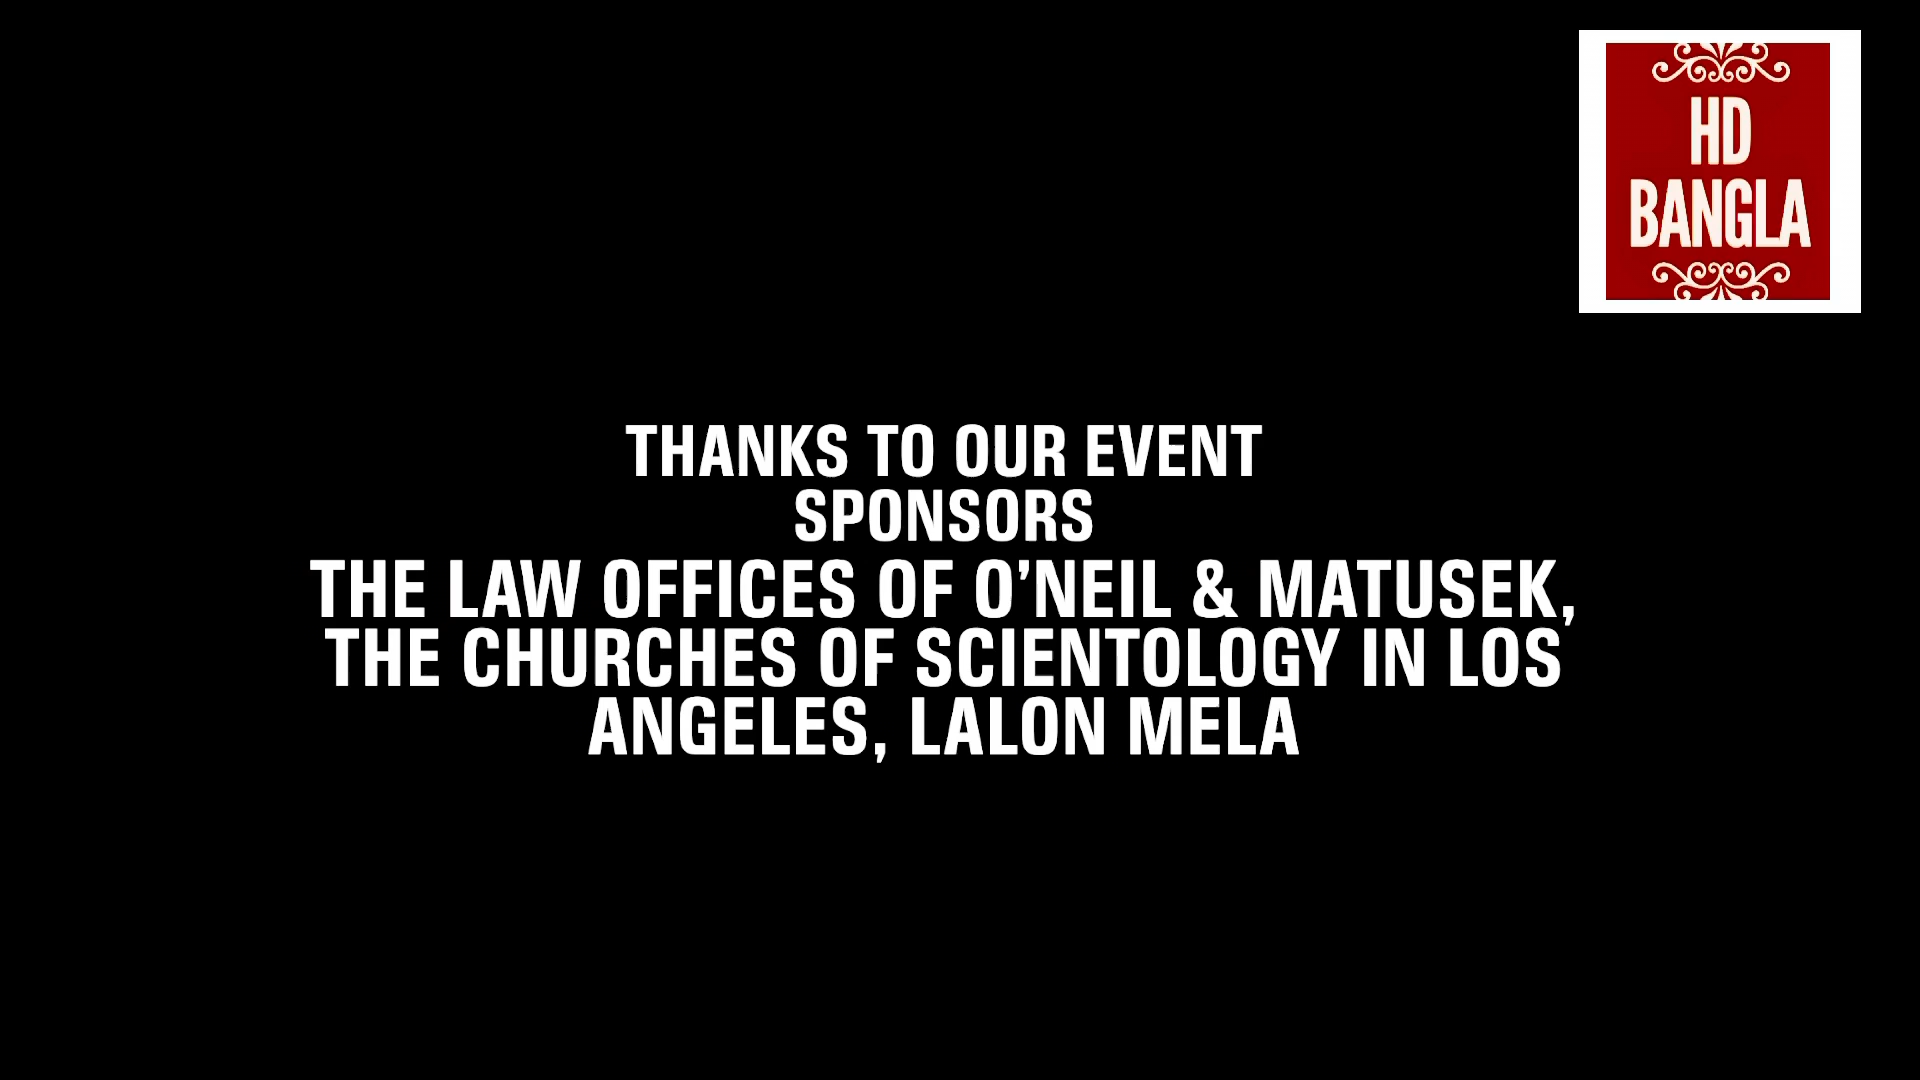 HD
BANGLA
THANKS TO OUR EVENT
SPONSORS
THE LAW OFFICES OF O’NEIL & MATUSEK,
THE CHURCHES OF SCIENTOLOGY IN LOS
ANGELES, LALON MELA